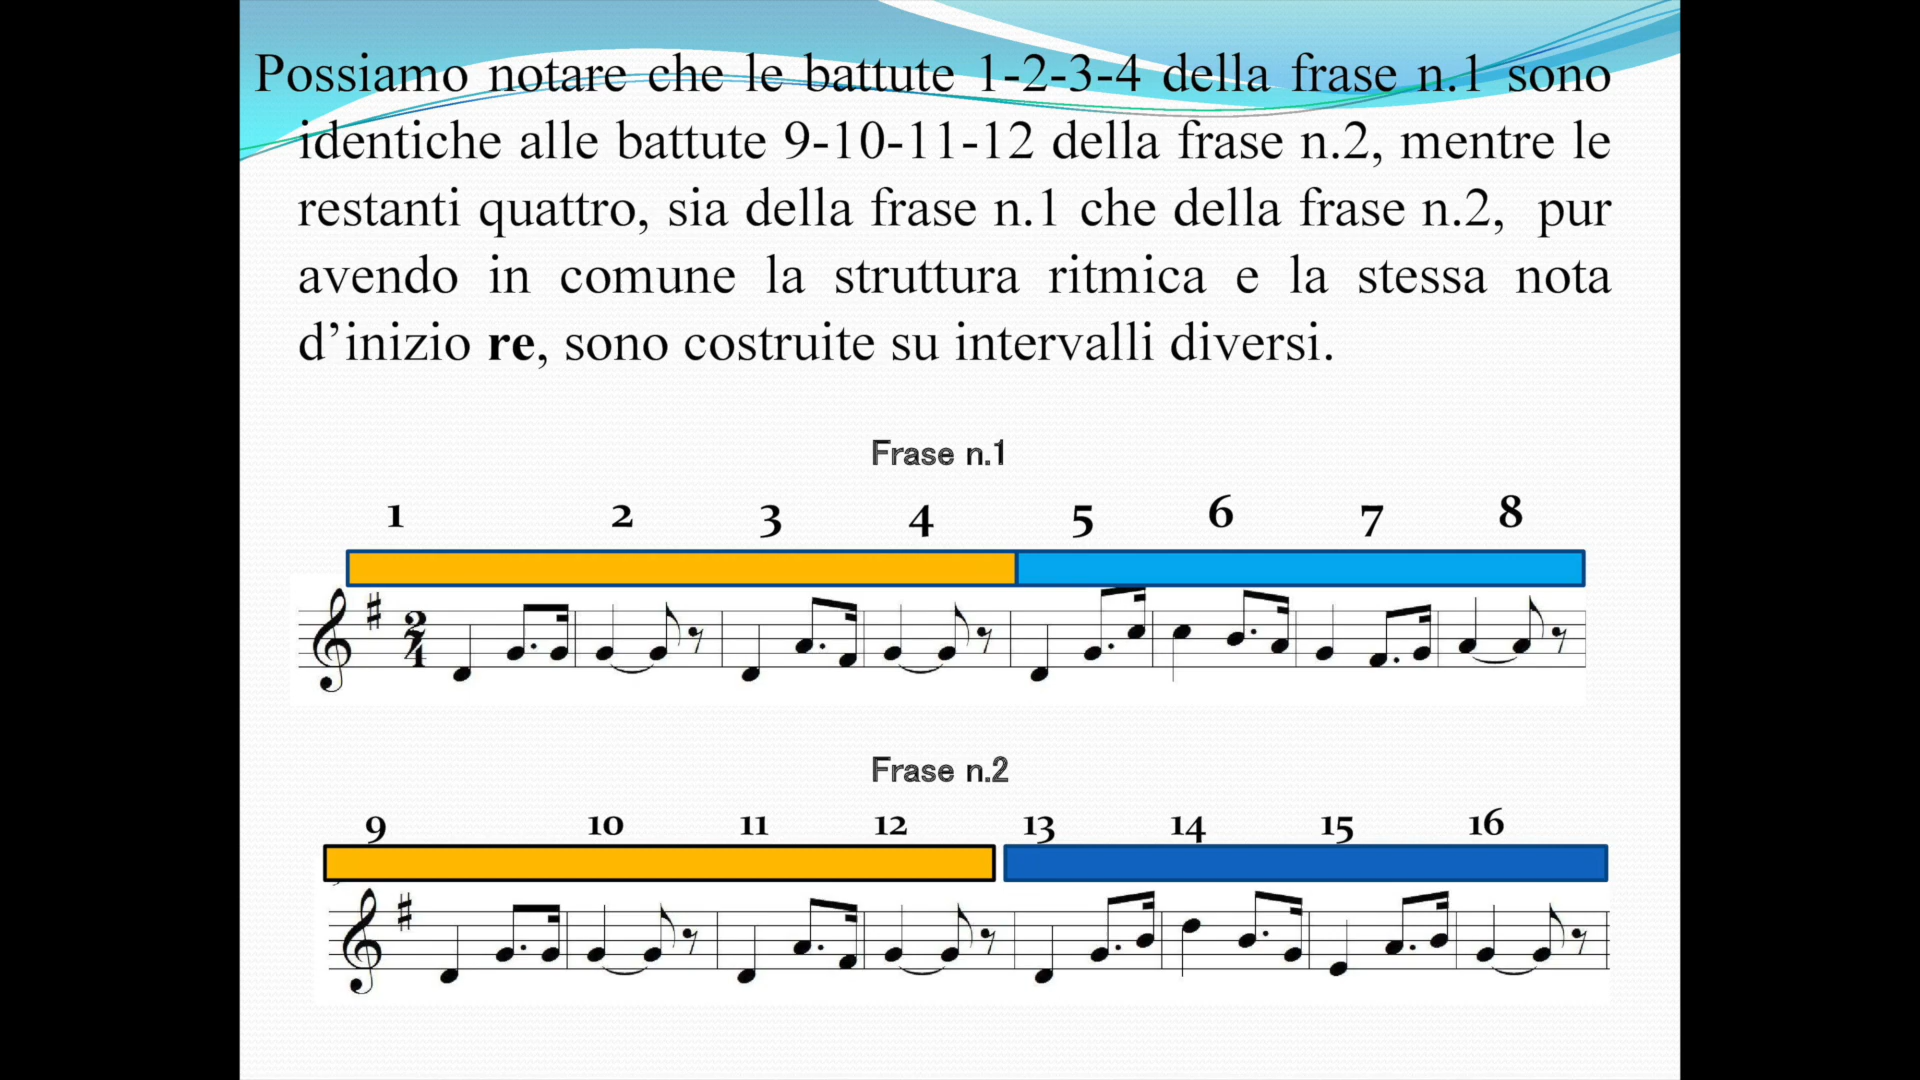 Possiamo notare che le battute 1-2-3-4 della frase n.1 sono
identiche alle battute 9-10-11-12 della frase n.2, mentre le
restanti quattro, sia della frase n.1 che della frase n.2, pur
avendo in comune la struttura ritmica e la stessa nota
d’inizio re, sono costruite su intervalli diversi.
Frase n.1
1 2 3 4 5 6 7 8
2
4
Frase n.2
9 10 11 12 13 14 15 16